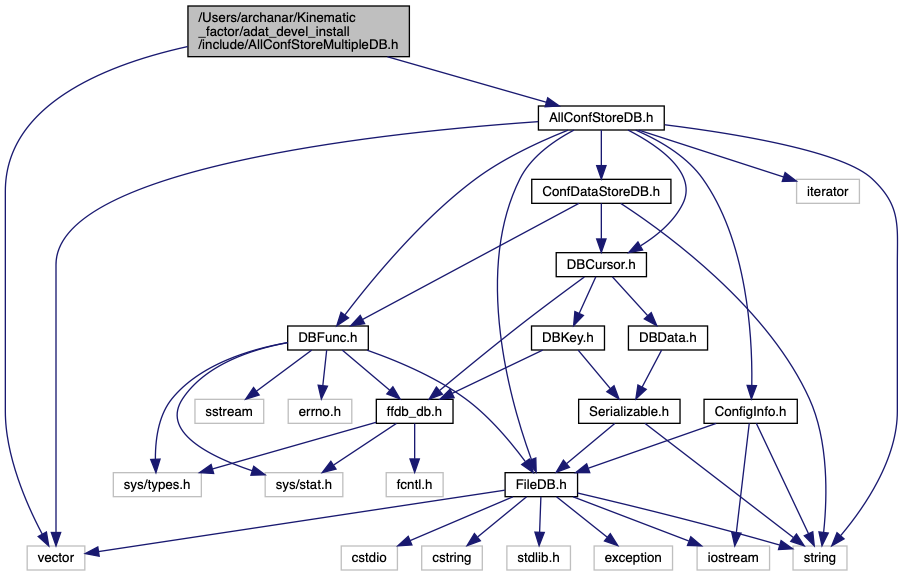 /Users/archanar/Kinematic
_factor/adat_devel_install
/include/AllConfStoreMultipleDB.h
AllConfStoreDB.h
ConfDataStoreDB.h
iterator
DBCursor.h
DBFunc.h
DBKey.h
DBData.h
sstream
errno.h
ffdb_db.h
Serializable.h
ConfigInfo.h
sys/types.h
sys/stat.h
fcntl.h
FileDB.h
vector
cstdio
cstring
stdlib.h
exception
iostream
string